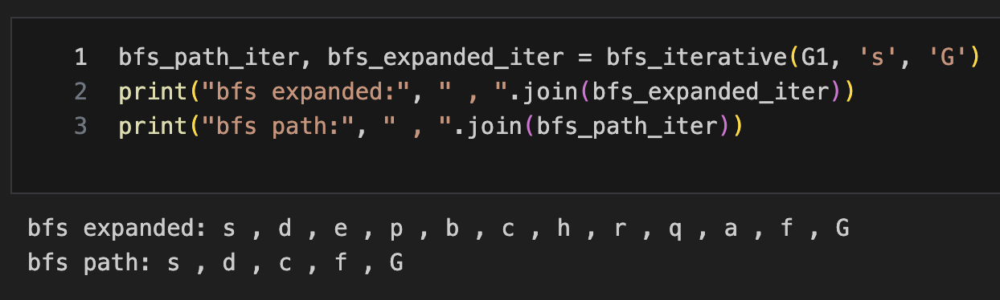 1 bfs_path_iter, bfs_expanded_iter = bfs_iterative(G1, 's', 'G')
2 print("bfs expanded:", " , ".join(bfs_expanded_iter))
3 print("bfs path:", " , ".join(bfs_path_iter))
bfs expanded: s , d , e , p , b , c , h , r , q , a , f , G
bfs path: s , d , c , f , G